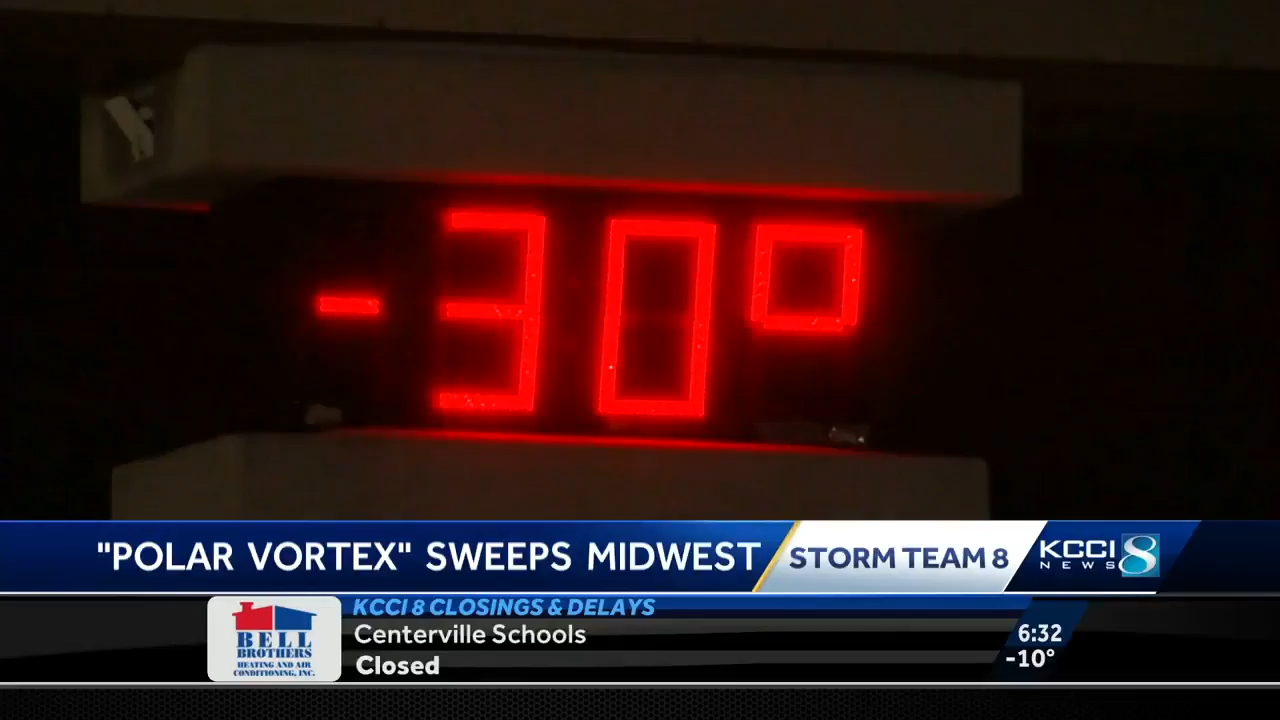 -30°
"POLAR VORTEX" SWEEPS MIDWEST
STORM TEAM 8
KCCI 8
NEWS
KCCI 8 CLOSINGS & DELAYS
BELL
BROTHERS
HEATING AND AIR
CONDITIONING, INC.
Centerville Schools
Closed
6:32
-10°